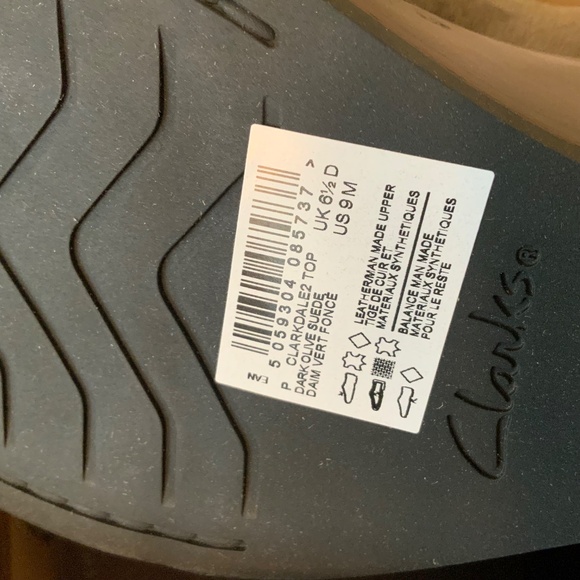 5 059304 085737 >
P CLARKDALE2 TOP UK 6½ D
DARK OLIVE SUEDE US 9 M
DAIM VERT FONCE
LEATHER/MAN MADE UPPER
TIGE DE CUIR ET
MATERIAUX SYNTHETIQUES
BALANCE MAN MADE
MATERIAUX SYNTHETIQUES
POUR LE RESTE
Clarks®